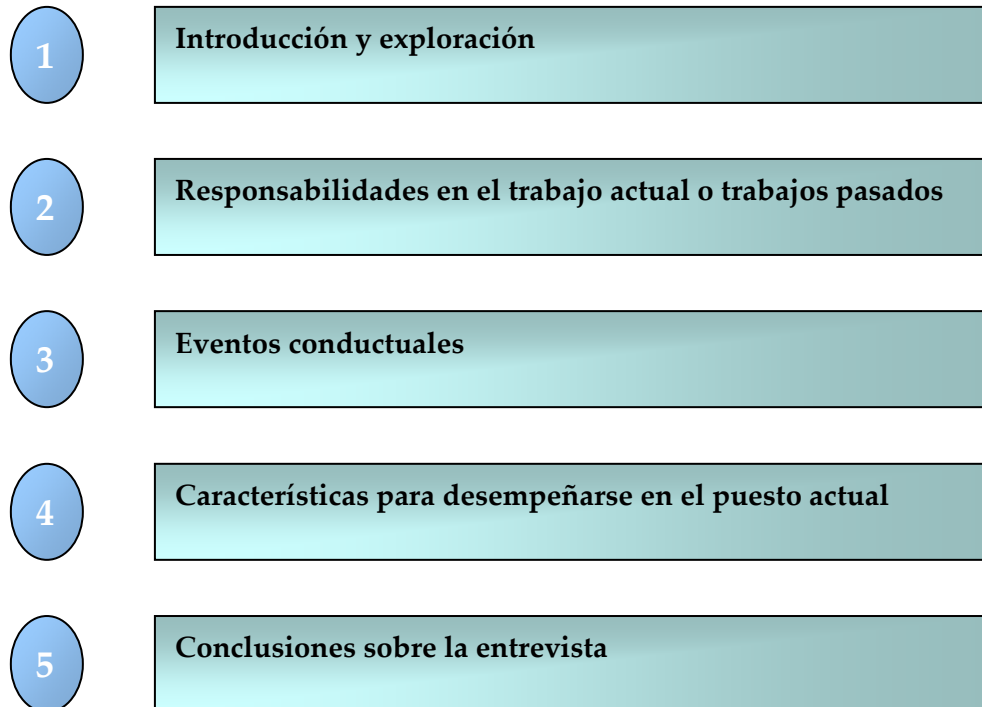 1
Introducción y exploración
2
Responsabilidades en el trabajo actual o trabajos pasados
3
Eventos conductuales
4
Características para desempeñarse en el puesto actual
5
Conclusiones sobre la entrevista